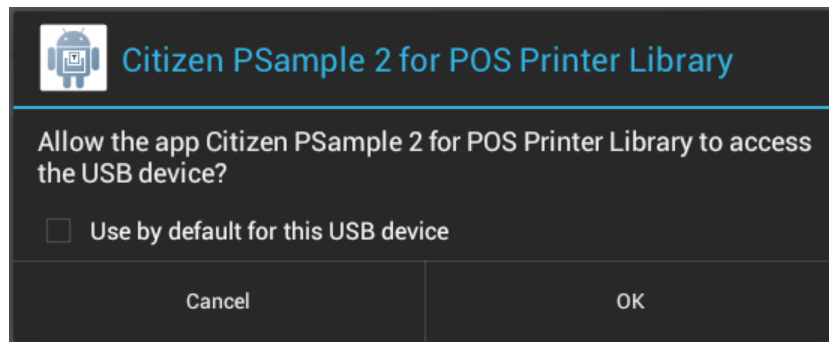 Citizen PSample 2 for POS Printer Library
Allow the app Citizen PSample 2 for POS Printer Library to access
the USB device?
Use by default for this USB device
Cancel
OK